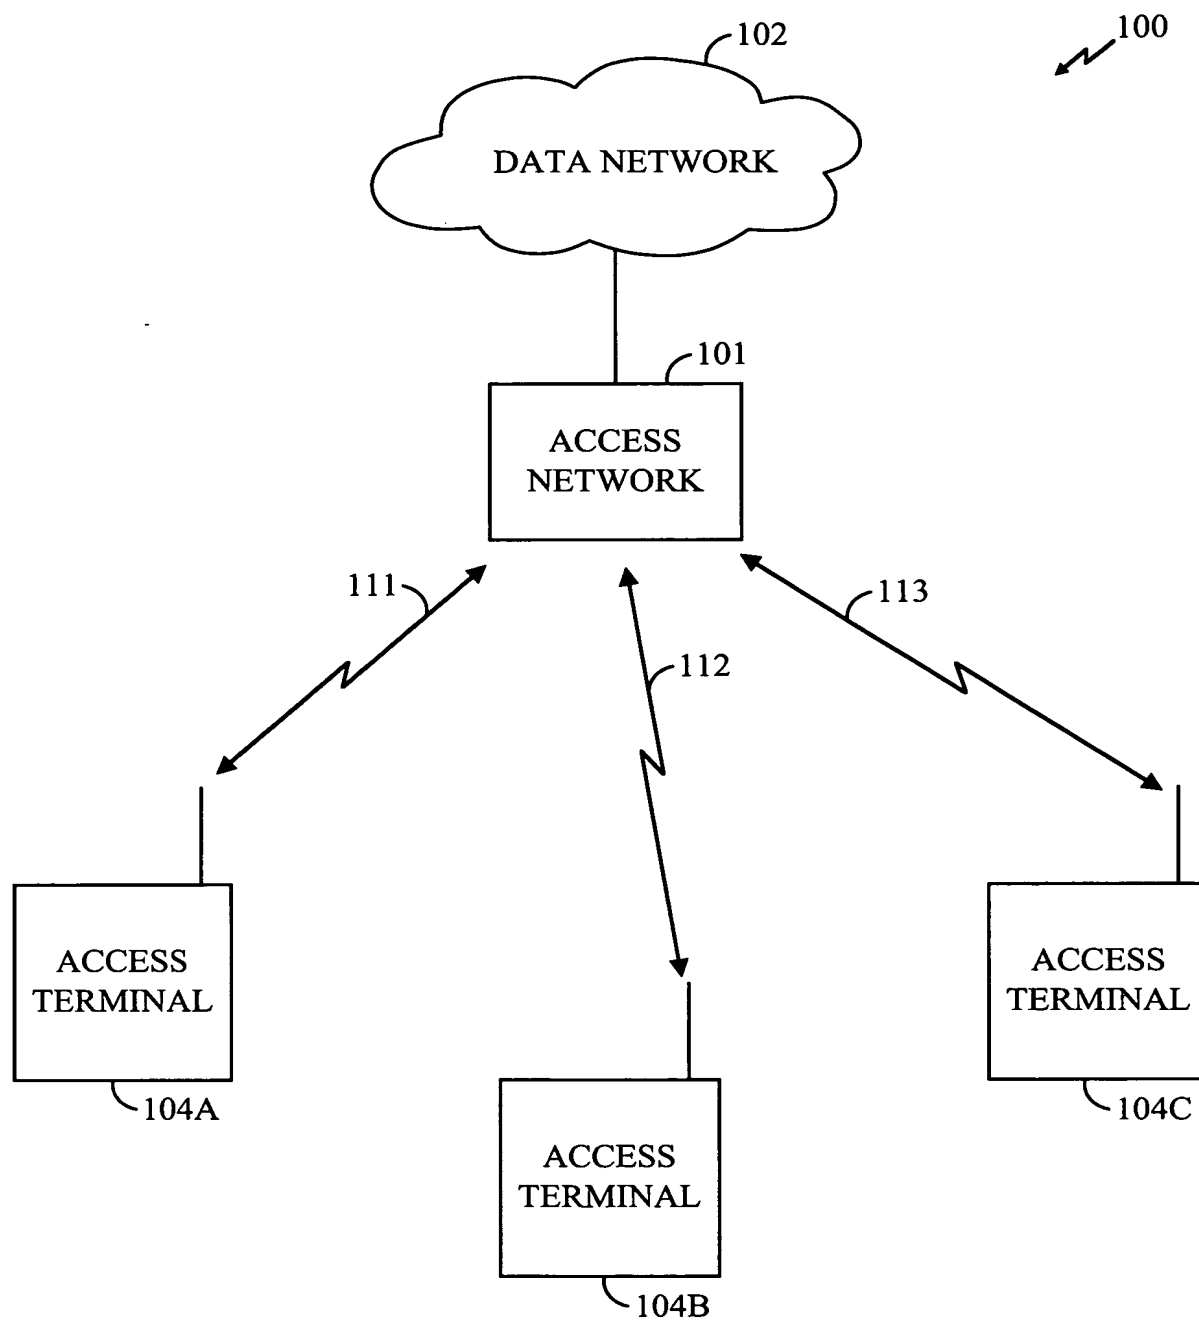 100
102
DATA NETWORK
101
ACCESS
NETWORK
111
112
113
ACCESS
TERMINAL
104A
ACCESS
TERMINAL
104B
ACCESS
TERMINAL
104C